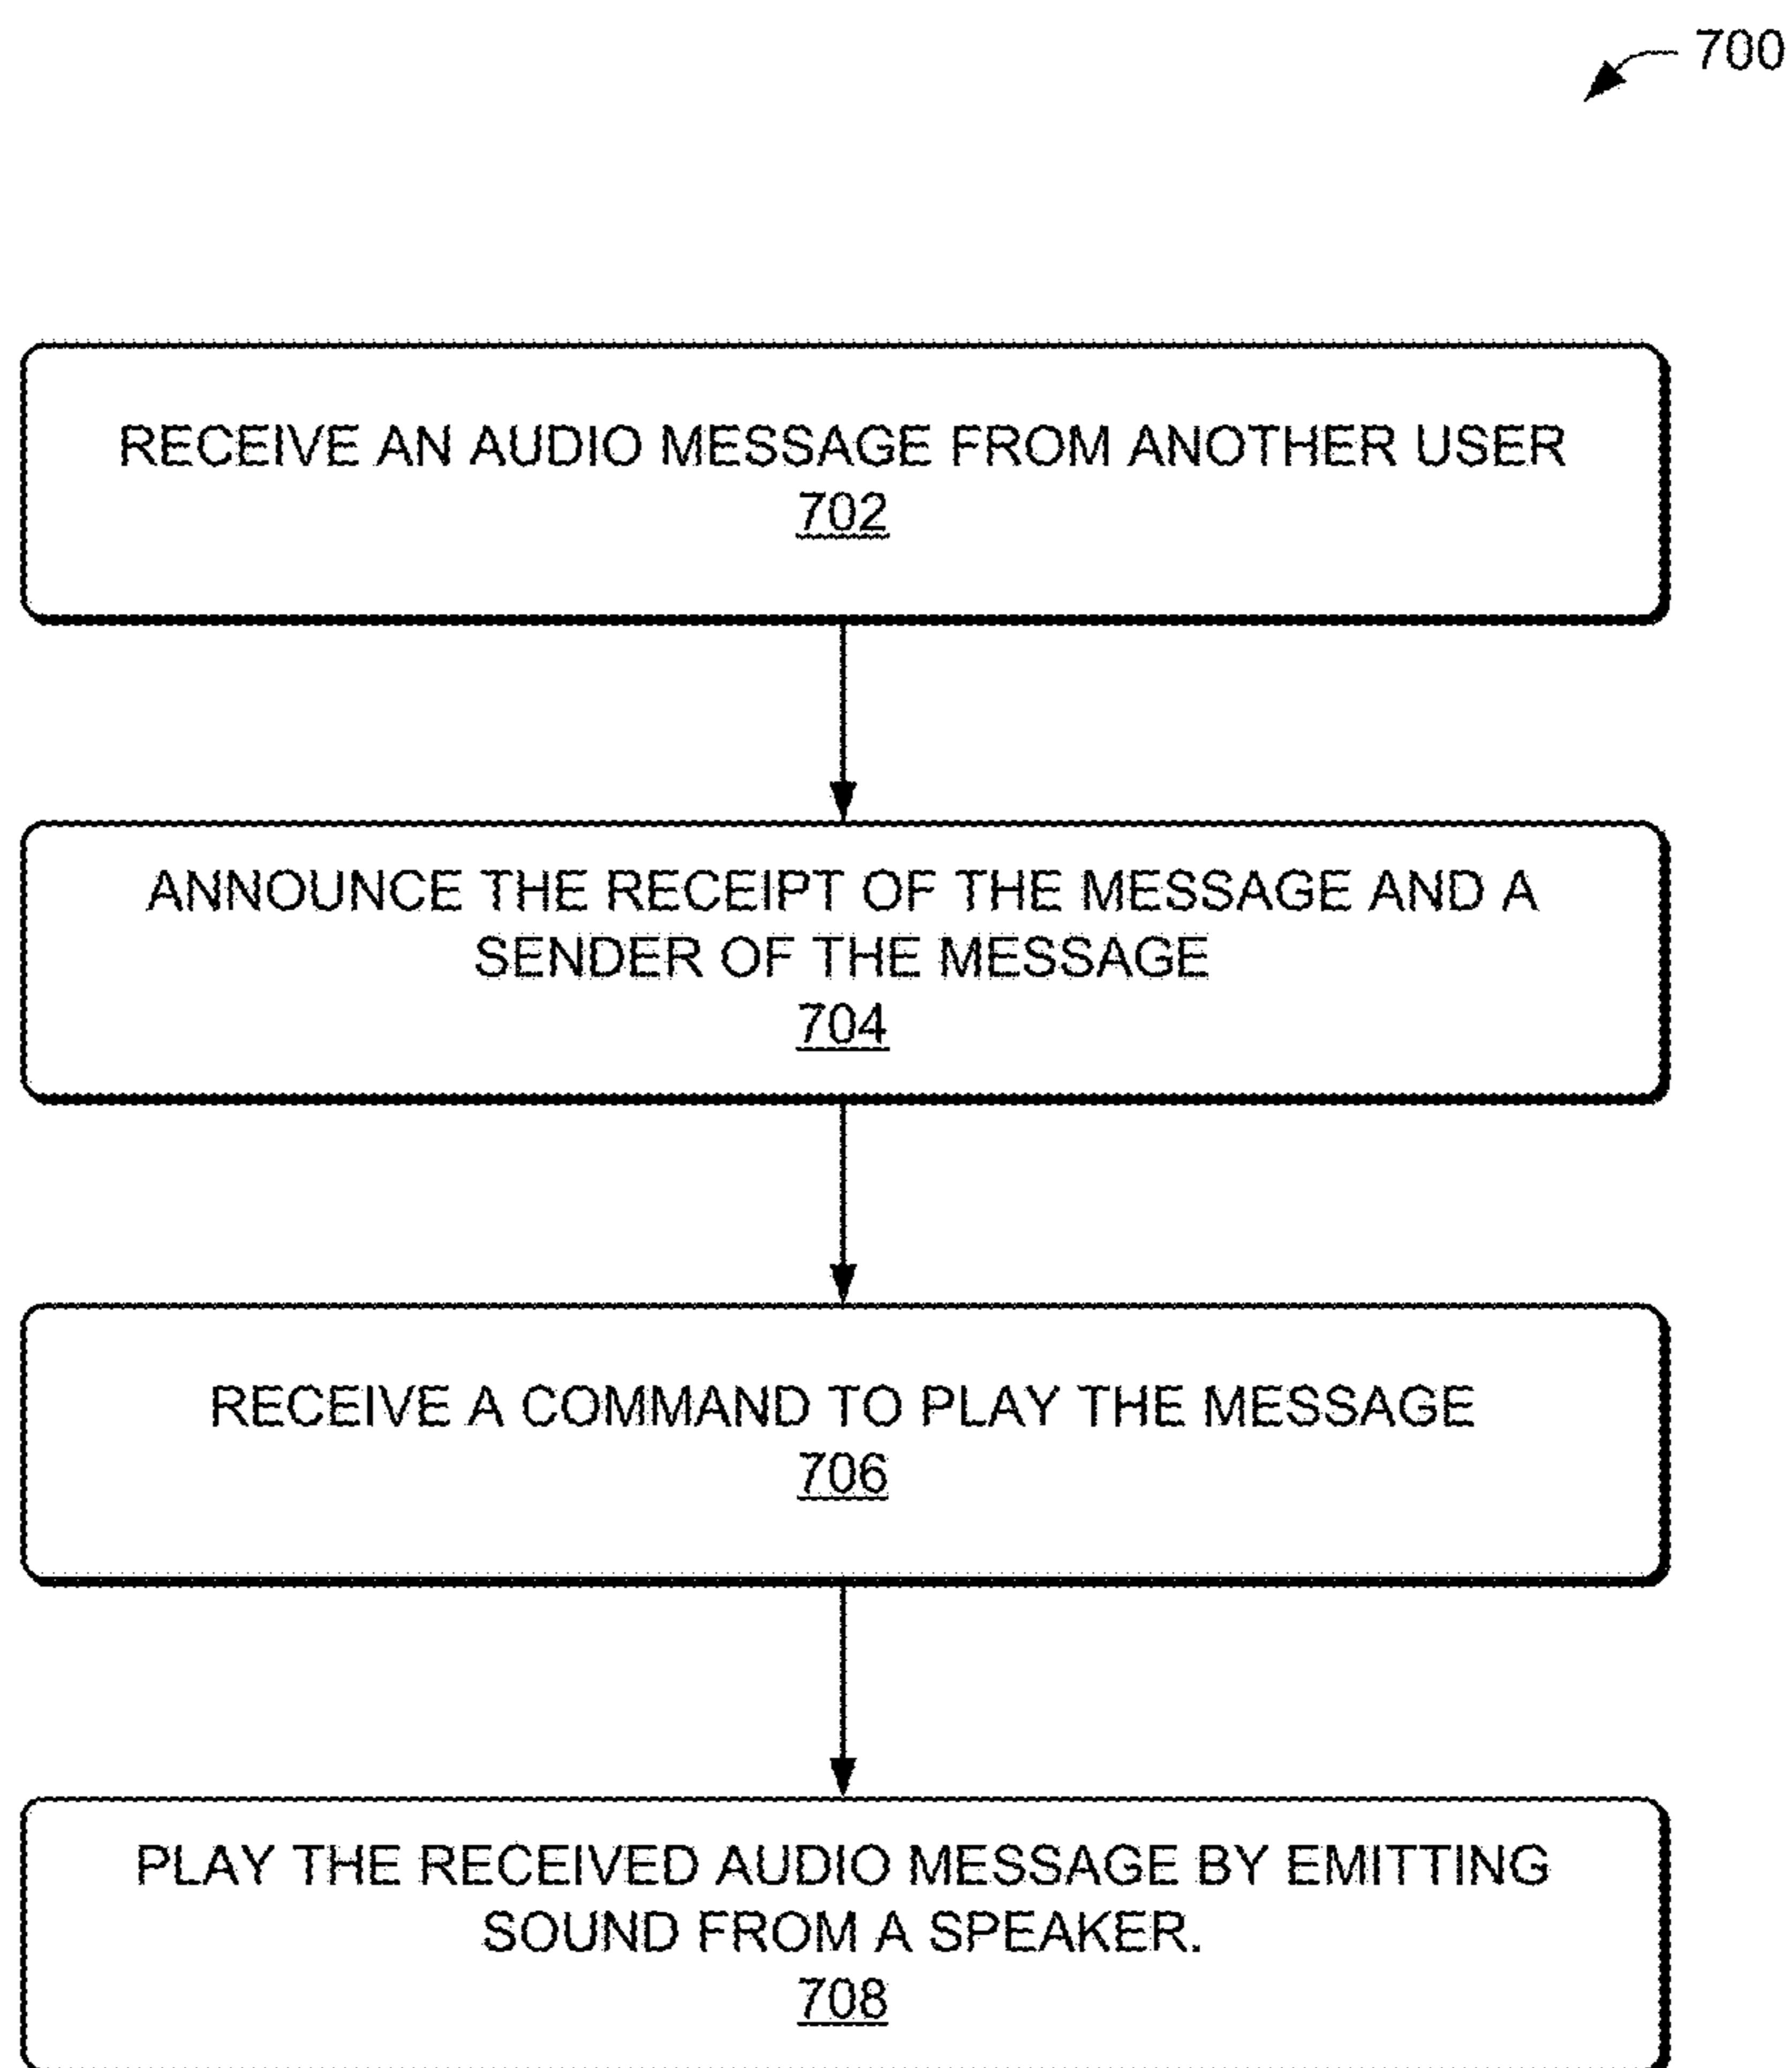 700
RECEIVE AN AUDIO MESSAGE FROM ANOTHER USER
702
ANNOUNCE THE RECEIPT OF THE MESSAGE AND A
SENDER OF THE MESSAGE
704
RECEIVE A COMMAND TO PLAY THE MESSAGE
706
PLAY THE RECEIVED AUDIO MESSAGE BY EMITTING
SOUND FROM A SPEAKER.
708